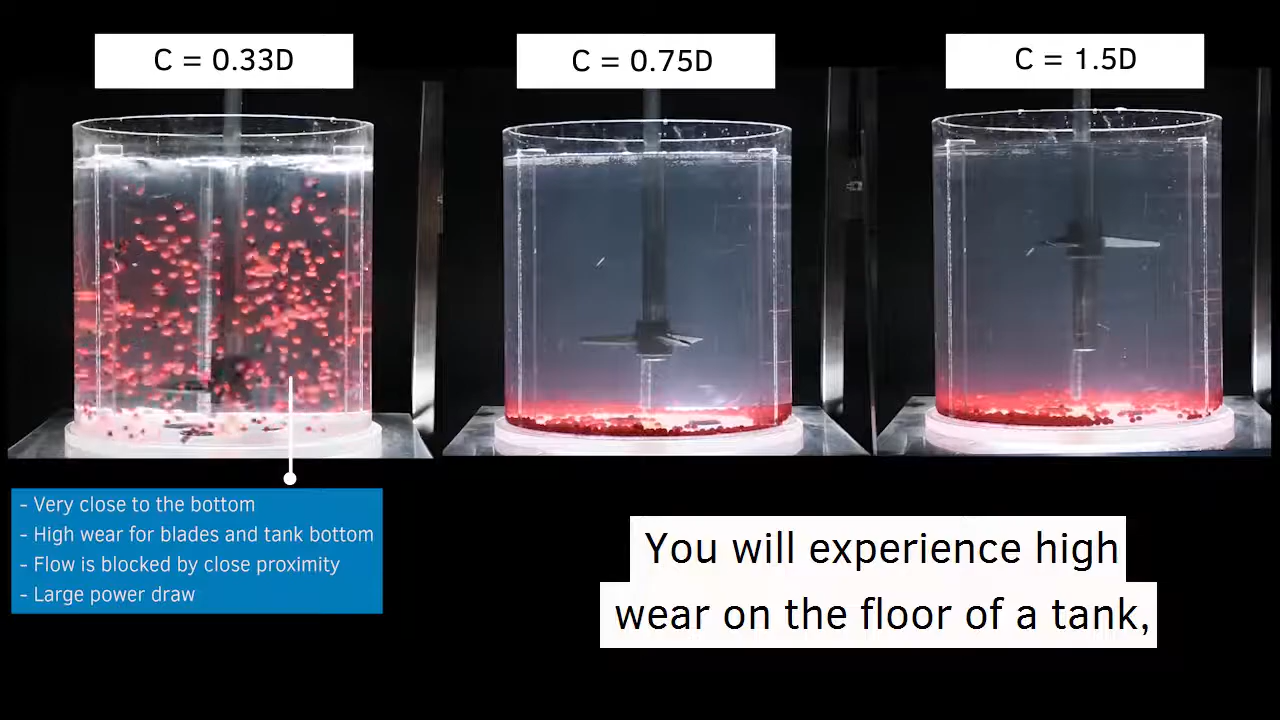 C = 0.33D
C = 0.75D
C = 1.5D
- Very close to the bottom
- High wear for blades and tank bottom
- Flow is blocked by close proximity
- Large power draw
You will experience high
wear on the floor of a tank,